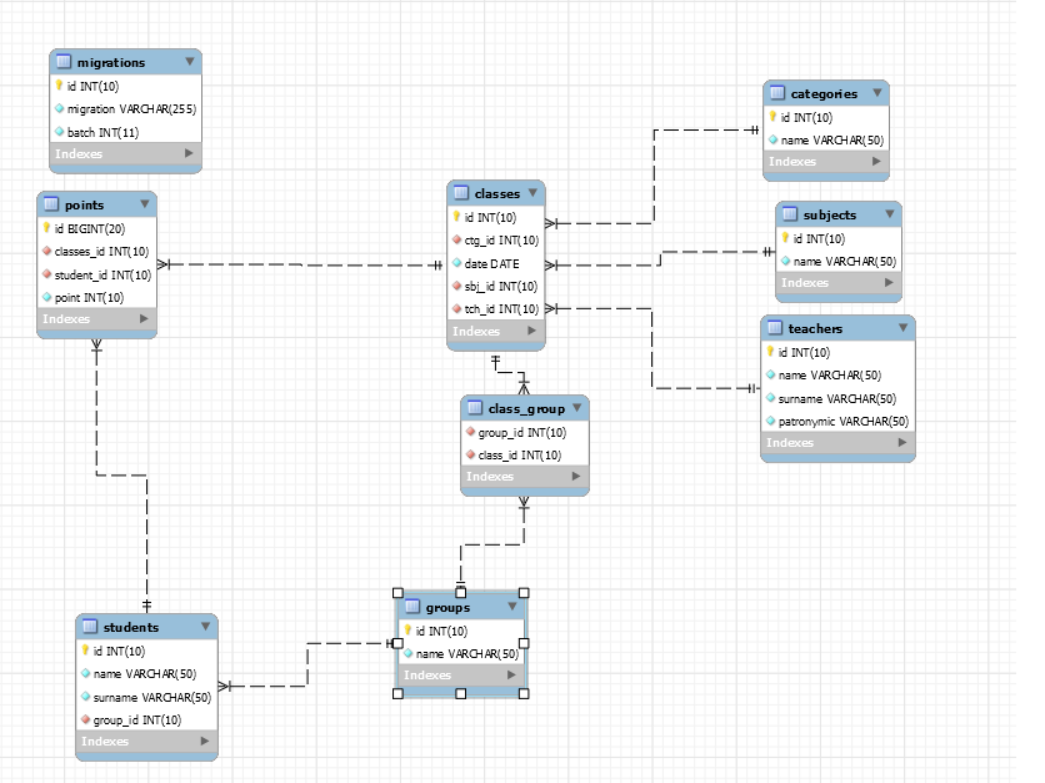 migrations
id INT(10)
migration VARCHAR(255)
batch INT(11)
Indexes
points
id BIGINT(20)
classes_id INT(10)
student_id INT(10)
point INT(10)
Indexes
classes
id INT(10)
ctg_id INT(10)
date DATE
sbj_id INT(10)
tch_id INT(10)
Indexes
categories
id INT(10)
name VARCHAR(50)
Indexes
subjects
id INT(10)
name VARCHAR(50)
Indexes
teachers
id INT(10)
name VARCHAR(50)
surname VARCHAR(50)
patronymic VARCHAR(50)
Indexes
class_group
group_id INT(10)
class_id INT(10)
Indexes
students
id INT(10)
name VARCHAR(50)
surname VARCHAR(50)
group_id INT(10)
Indexes
groups
id INT(10)
name VARCHAR(50)
Indexes